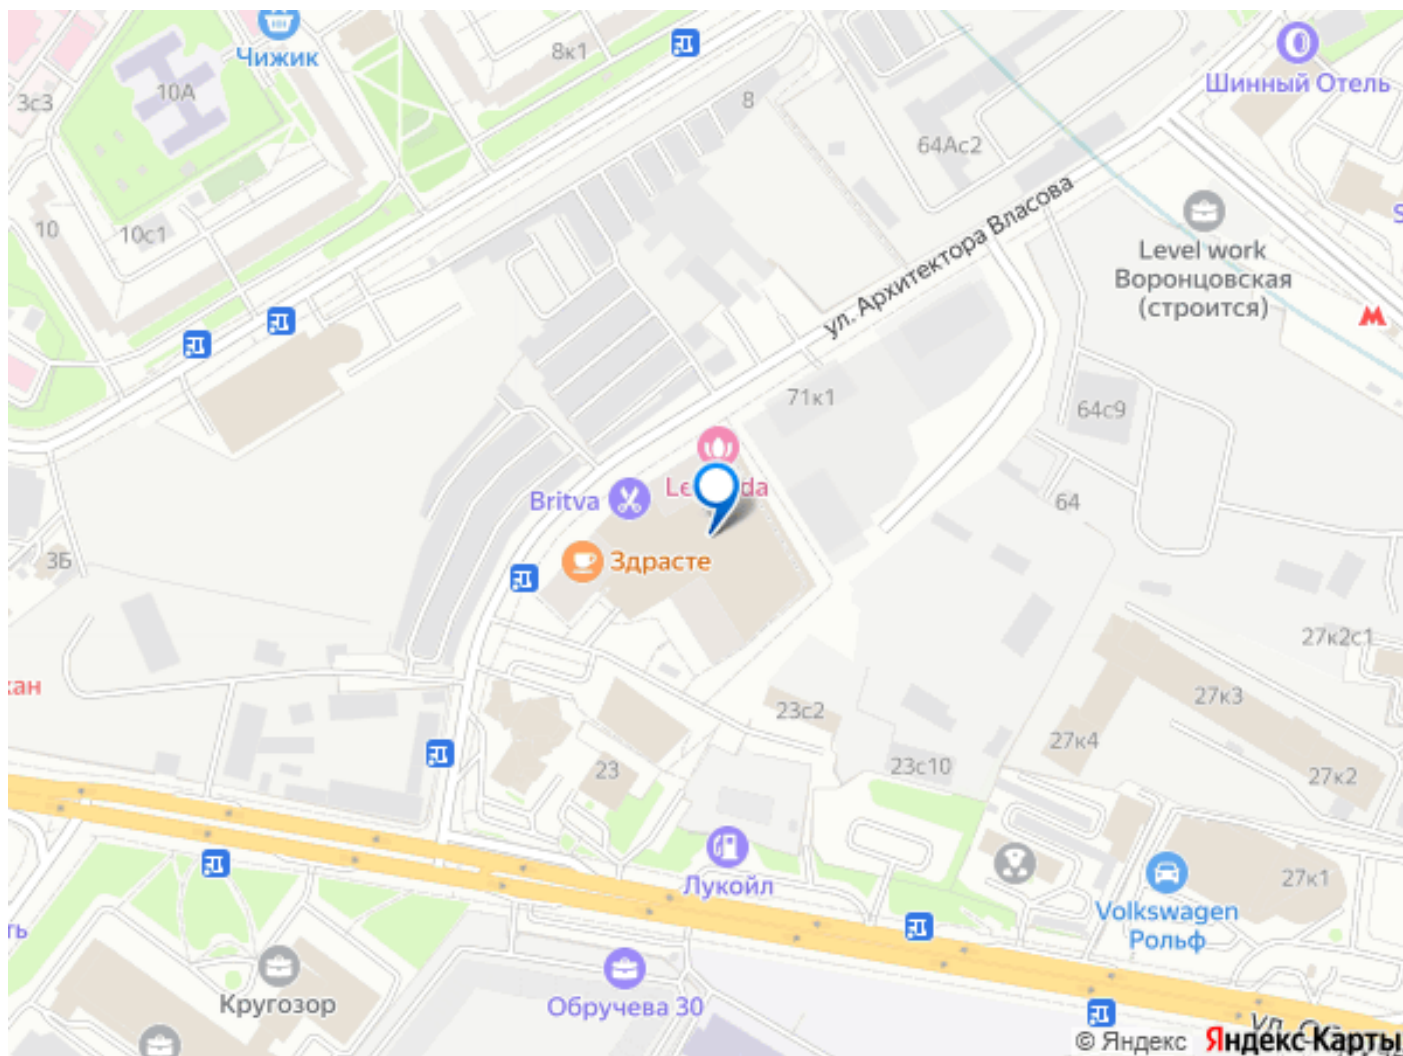 Чижик
8к1
3с3
10А
8
Шинный Отель
64Ас2
10
10с1
ул. Архитектора Власова
Level work
Воронцовская
(строится)
71к1
64с9
Britva
64
Здрасте
3Б
27к2с1
27к3
23с2
27к4
23
23с10
27к2
Лукойл
27к1
Volkswagen
Рольф
Кругозор
Обручева 30
© Яндекс
Яндекс Карты